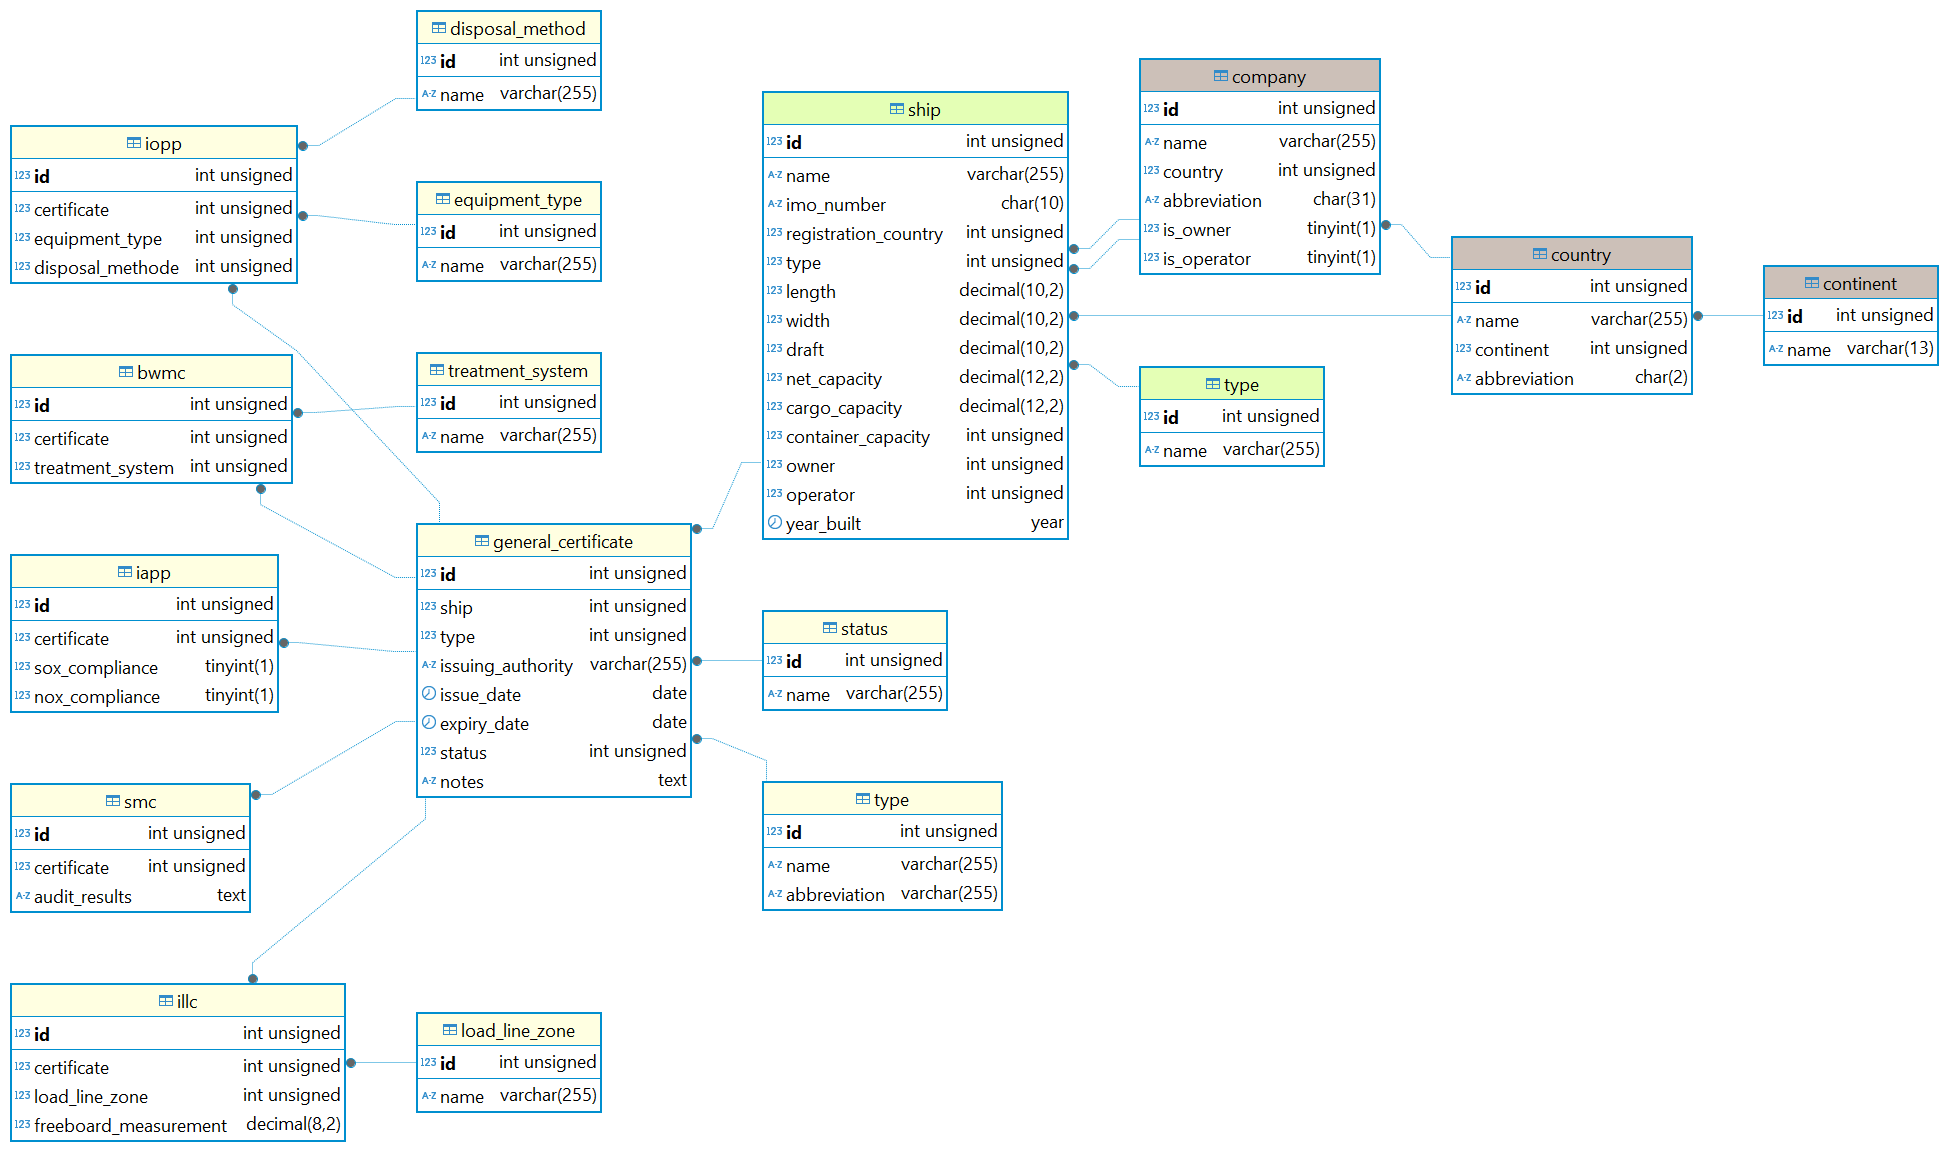 disposal_method
123 id int unsigned
A-Z name varchar(255)
iopp
123 id int unsigned
123 certificate int unsigned
123 equipment_type int unsigned
123 disposal_methode int unsigned
equipment_type
123 id int unsigned
A-Z name varchar(255)
bwmc
123 id int unsigned
123 certificate int unsigned
123 treatment_system int unsigned
treatment_system
123 id int unsigned
A-Z name varchar(255)
iapp
123 id int unsigned
123 certificate int unsigned
123 sox_compliance tinyint(1)
123 nox_compliance tinyint(1)
general_certificate
123 id int unsigned
123 ship int unsigned
123 type int unsigned
A-Z issuing_authority varchar(255)
issue_date date
expiry_date date
123 status int unsigned
A-Z notes text
smc
123 id int unsigned
123 certificate int unsigned
A-Z audit_results text
illc
123 id int unsigned
123 certificate int unsigned
123 load_line_zone int unsigned
123 freeboard_measurement decimal(8,2)
load_line_zone
123 id int unsigned
A-Z name varchar(255)
ship
123 id int unsigned
A-Z name varchar(255)
A-Z imo_number char(10)
123 registration_country int unsigned
123 type int unsigned
123 length decimal(10,2)
123 width decimal(10,2)
123 draft decimal(10,2)
123 net_capacity decimal(12,2)
123 cargo_capacity decimal(12,2)
123 container_capacity int unsigned
123 owner int unsigned
123 operator int unsigned
year_built year
status
123 id int unsigned
A-Z name varchar(255)
type
123 id int unsigned
A-Z name varchar(255)
A-Z abbreviation varchar(255)
company
123 id int unsigned
A-Z name varchar(255)
123 country int unsigned
A-Z abbreviation char(31)
123 is_owner tinyint(1)
123 is_operator tinyint(1)
type
123 id int unsigned
A-Z name varchar(255)
country
123 id int unsigned
A-Z name varchar(255)
123 continent int unsigned
A-Z abbreviation char(2)
continent
123 id int unsigned
A-Z name varchar(13)